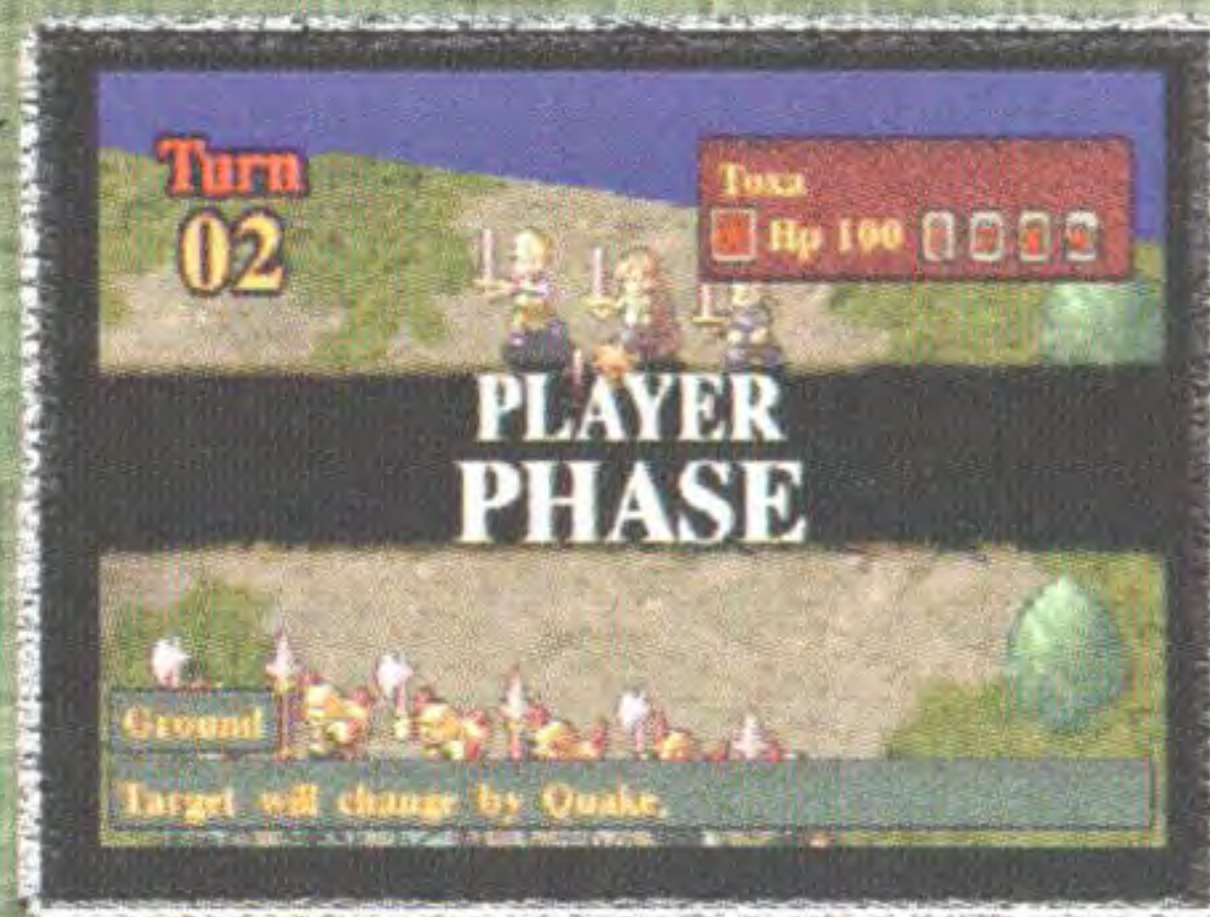 Turn
02
Toxa
Hp 100
PLAYER
PHASE
Ground
Target will change by Quake.